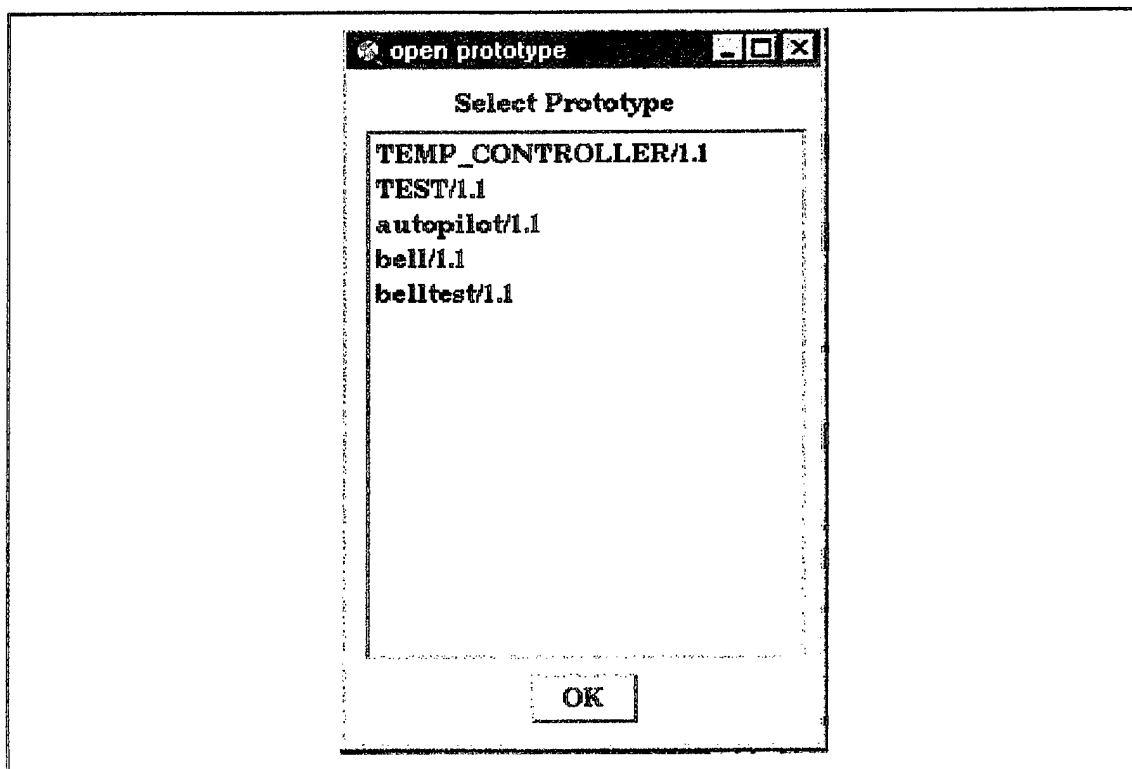 open prototype
Select Prototype
TEMP_CONTROLLER/1.1
TEST/1.1
autopilot/1.1
bell/1.1
belltest/1.1
OK